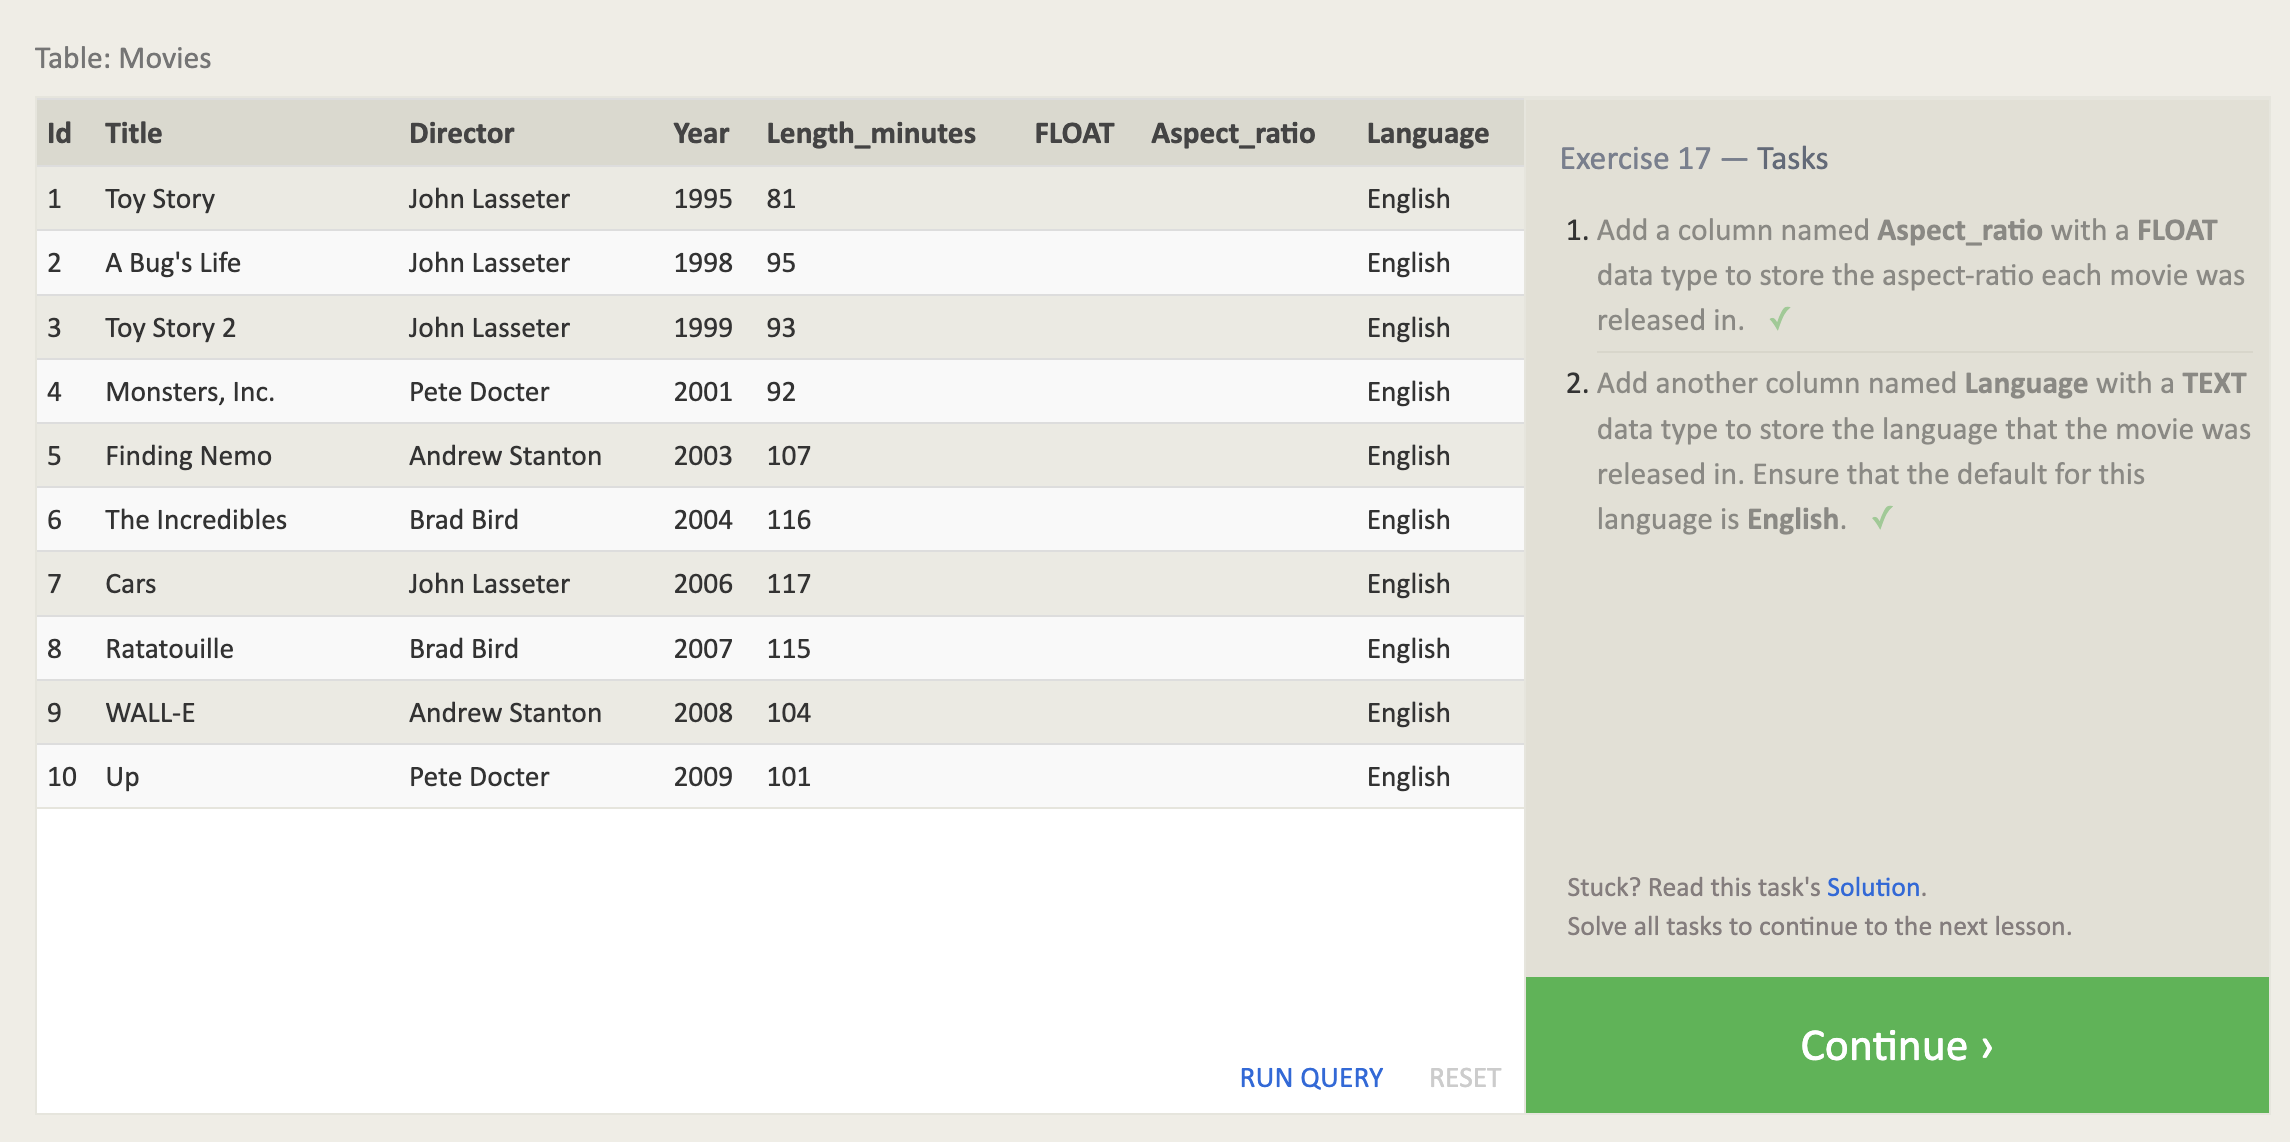 Table: Movies
Id Title Director Year Length_minutes FLOAT Aspect_ratio Language
1 Toy Story John Lasseter 1995 81 English
2 A Bug's Life John Lasseter 1998 95 English
3 Toy Story 2 John Lasseter 1999 93 English
4 Monsters, Inc. Pete Docter 2001 92 English
5 Finding Nemo Andrew Stanton 2003 107 English
6 The Incredibles Brad Bird 2004 116 English
7 Cars John Lasseter 2006 117 English
8 Ratatouille Brad Bird 2007 115 English
9 WALL-E Andrew Stanton 2008 104 English
10 Up Pete Docter 2009 101 English
RUN QUERY RESET
Exercise 17 — Tasks
1. Add a column named Aspect_ratio with a FLOAT
data type to store the aspect-ratio each movie was
released in. ✓
2. Add another column named Language with a TEXT
data type to store the language that the movie was
released in. Ensure that the default for this
language is English. ✓
Stuck? Read this task's Solution.
Solve all tasks to continue to the next lesson.
Continue ›